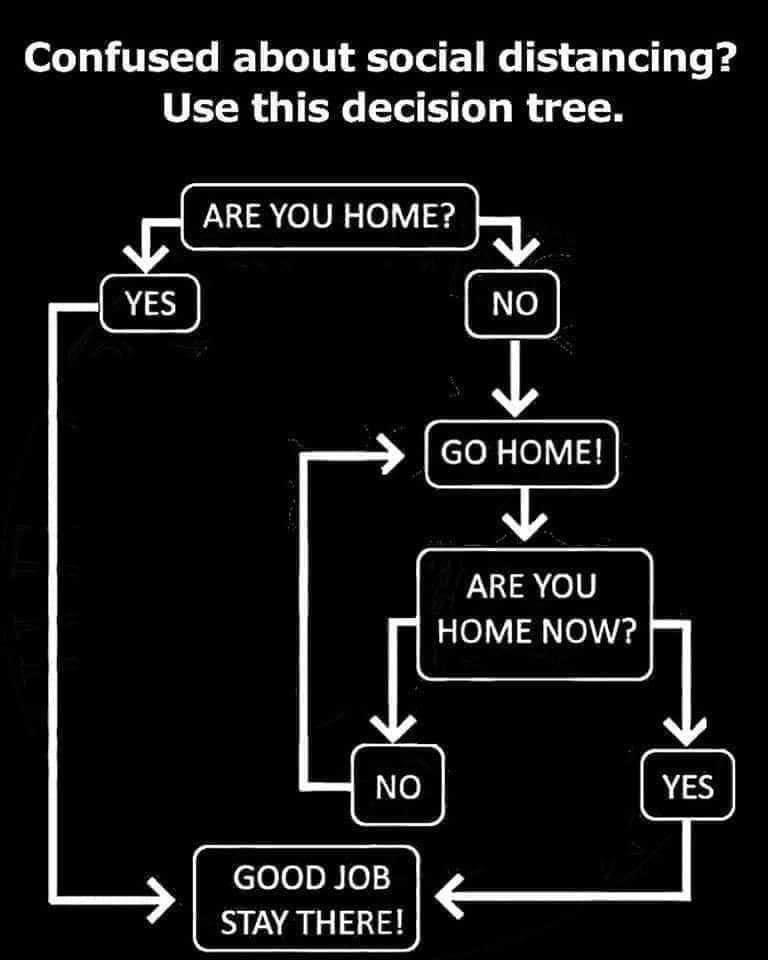 Confused about social distancing?
Use this decision tree.
ARE YOU HOME?
YES
NO
GO HOME!
ARE YOU
HOME NOW?
NO
YES
GOOD JOB
STAY THERE!